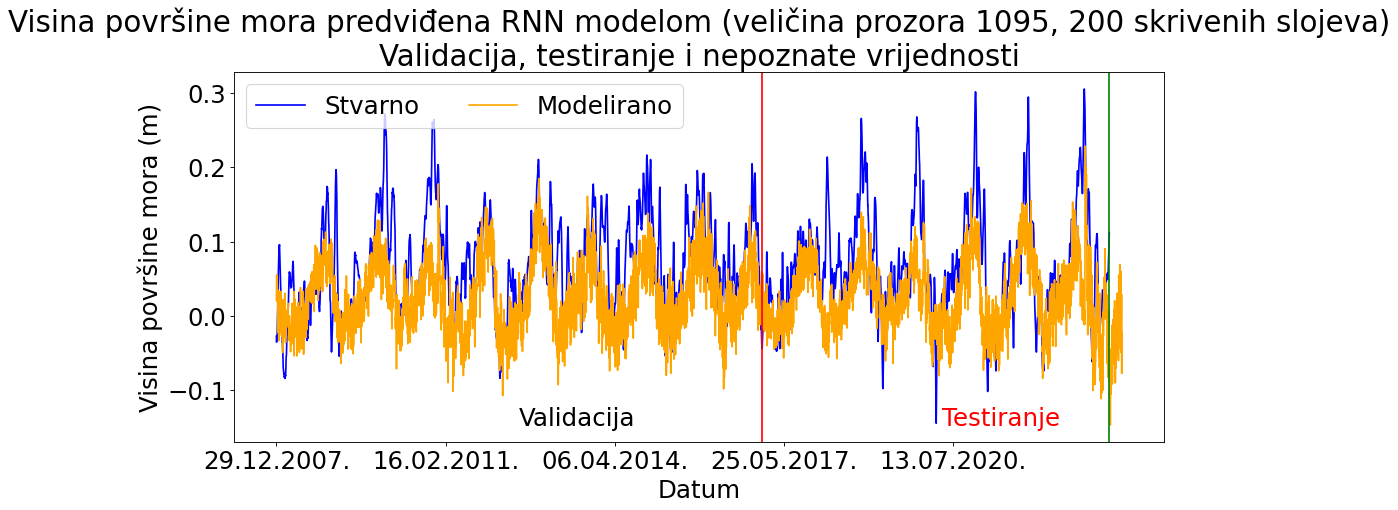 Visina površine mora predviđena RNN modelom (veličina prozora 1095, 200 skrivenih slojeva)
Validacija, testiranje i nepoznate vrijednosti
Stvarno Modelirano
Visina površine mora (m)
0.3
0.2
0.1
0.0
−0.1
Validacija Testiranje
29.12.2007. 16.02.2011. 06.04.2014. 25.05.2017. 13.07.2020.
Datum